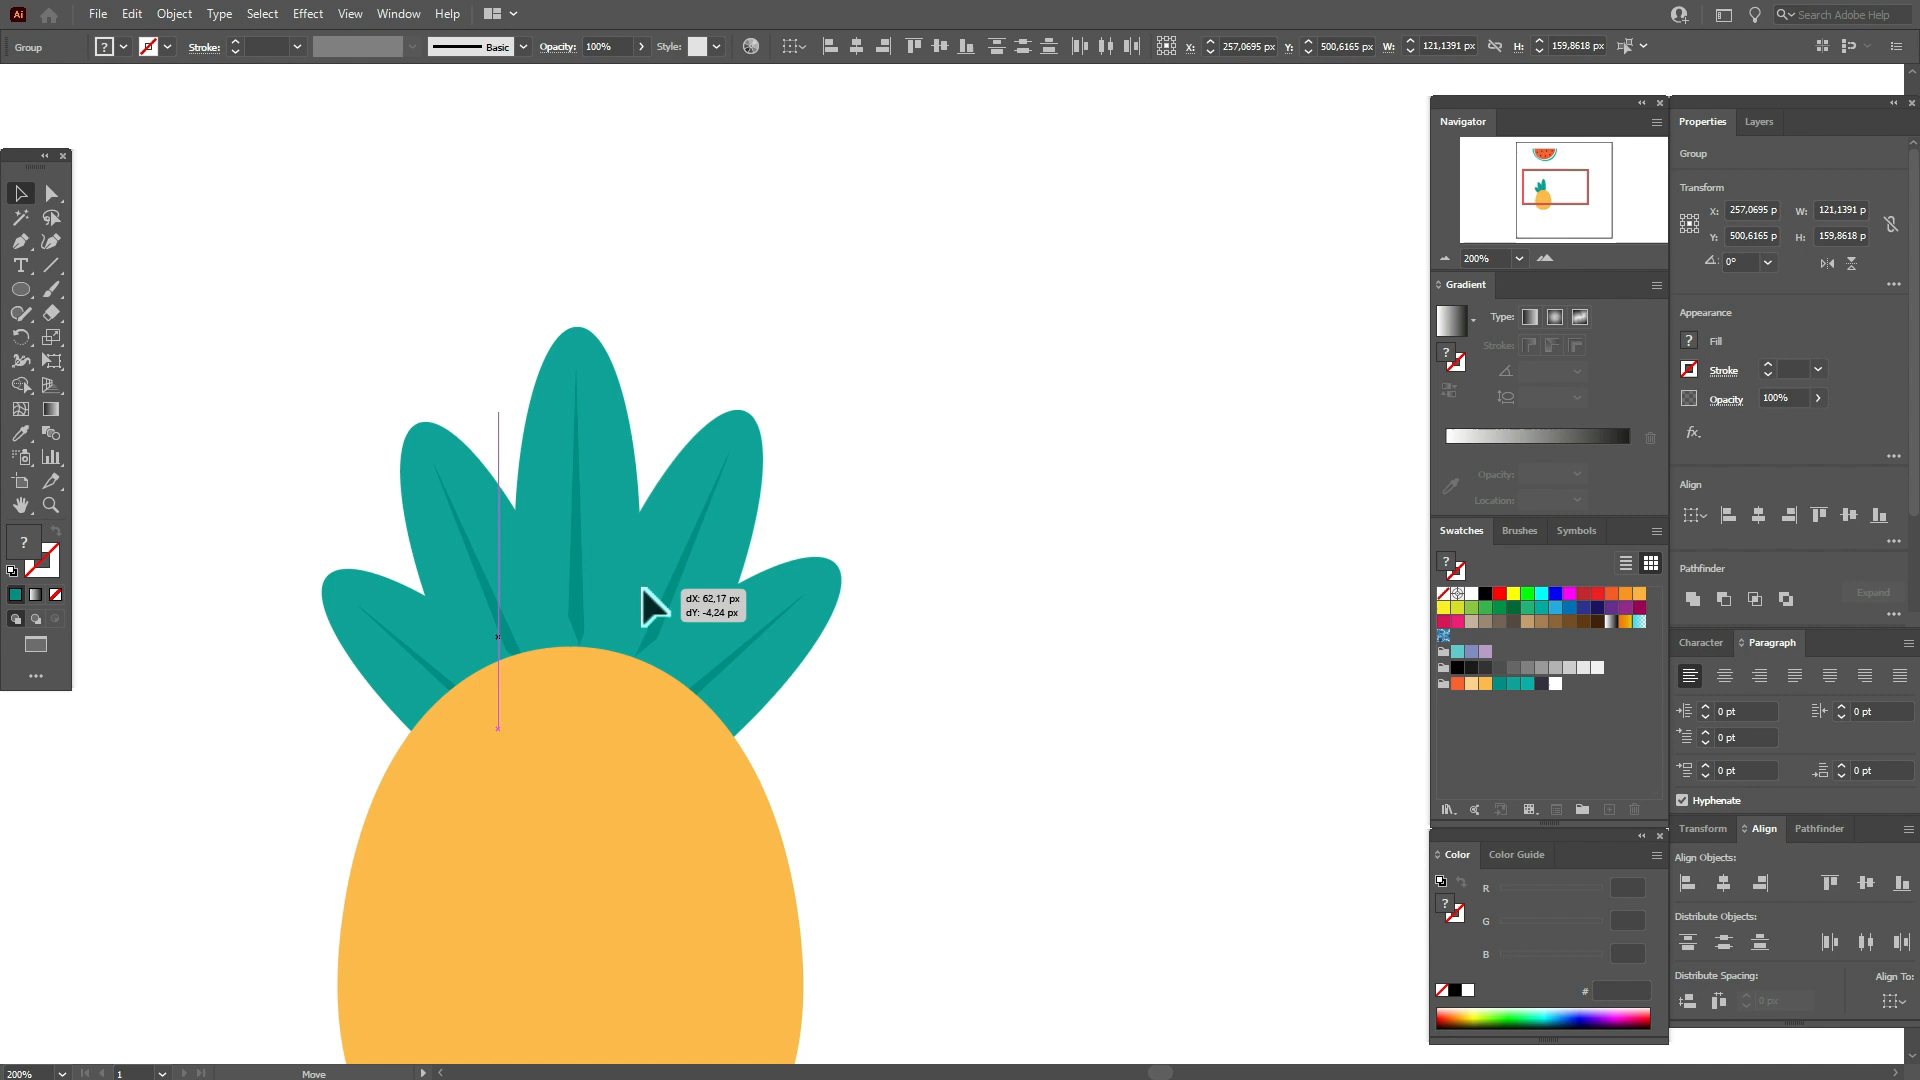 Ai
File Edit Object Type Select Effect View Window Help
Search Adobe Help
Group ? Stroke: Basic Opacity: 100% Style: X: 257,0695 px Y: 500,6165 px W: 121,1391 px H: 159,8618 px
Navigator
200%
Gradient
Type:
Stroke:
?
Opacity:
Location:
Swatches Brushes Symbols
?
Color Color Guide
?
R
G
B
#
Properties Layers
Group
Transform
X: 257,0695 p W: 121,1391 p
Y: 500,6165 p H: 159,8618 p
0°
Appearance
? Fill
Stroke
Opacity 100%
fx.
Align
Pathfinder
Expand
Character Paragraph
0 pt 0 pt
0 pt
0 pt 0 pt
Hyphenate
Transform Align Pathfinder
Align Objects:
Distribute Objects:
Distribute Spacing: Align To:
0 px
?
dX: 62,17 px
dY: -4,24 px
200% 1 Move